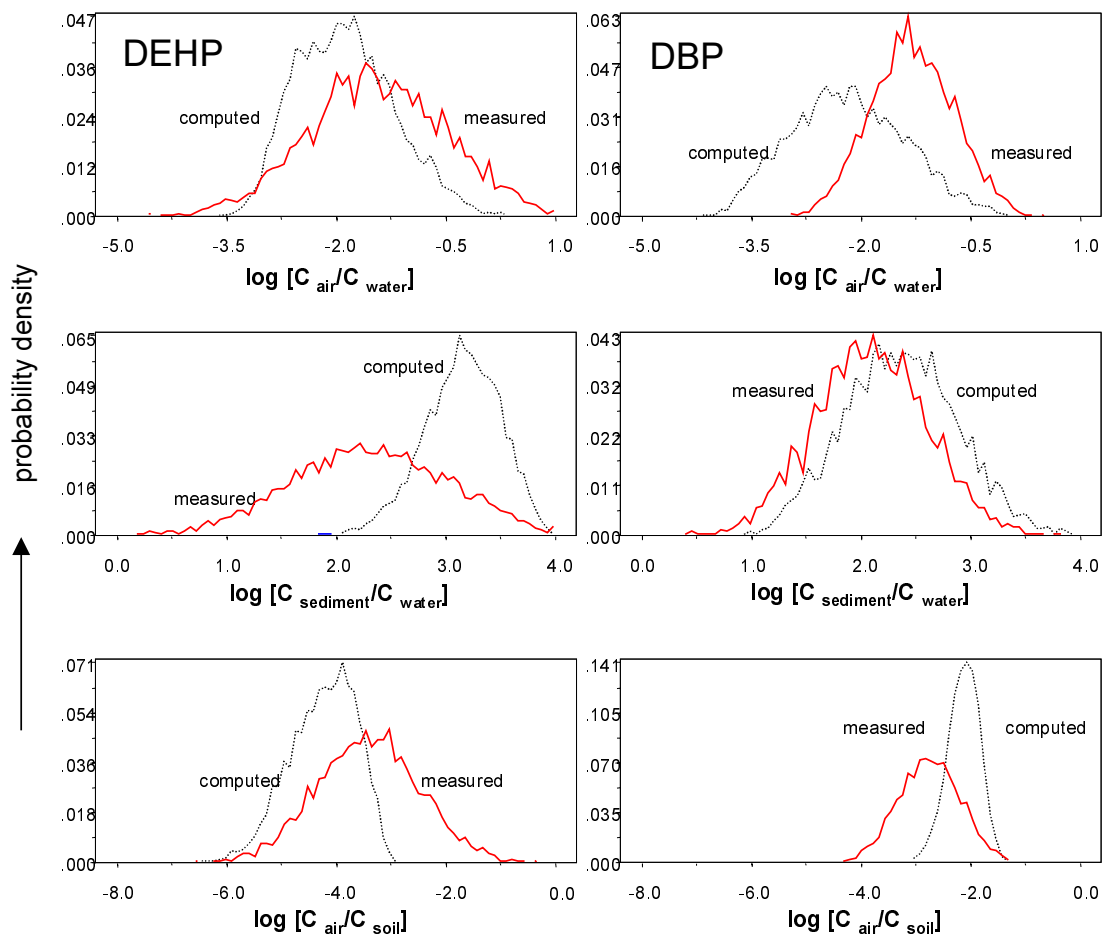 probability density
DEHP
.047
.036
.024
.012
.000
computed
measured
-5.0 -3.5 -2.0 -0.5 1.0
log [C air/C water]
DBP
.063
.047
.031
.016
.000
computed
measured
-5.0 -3.5 -2.0 -0.5 1.0
log [C air/C water]
.065
.049
.033
.016
.000
computed
measured
0.0 1.0 2.0 3.0 4.0
log [C sediment/C water]
.043
.032
.022
.011
.000
measured
computed
0.0 1.0 2.0 3.0 4.0
log [C sediment/C water]
.071
.054
.036
.018
.000
computed
measured
-8.0 -6.0 -4.0 -2.0 0.0
log [C air/C soil]
.141
.105
.070
.035
.000
measured
computed
-8.0 -6.0 -4.0 -2.0 0.0
log [C air/C soil]